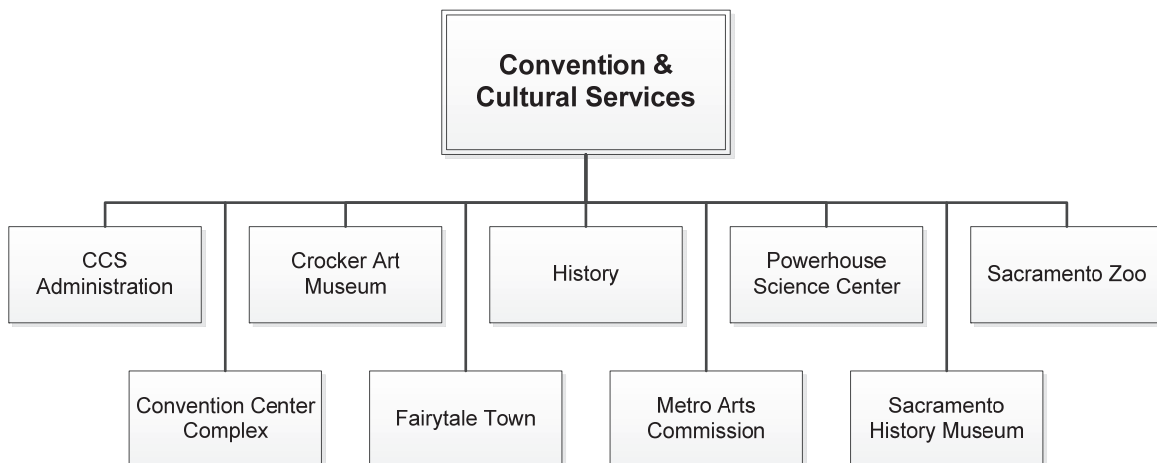 Convention &
Cultural Services
CCS
Administration
Crocker Art
Museum
History
Powerhouse
Science Center
Sacramento Zoo
Convention Center
Complex
Fairytale Town
Metro Arts
Commission
Sacramento
History Museum